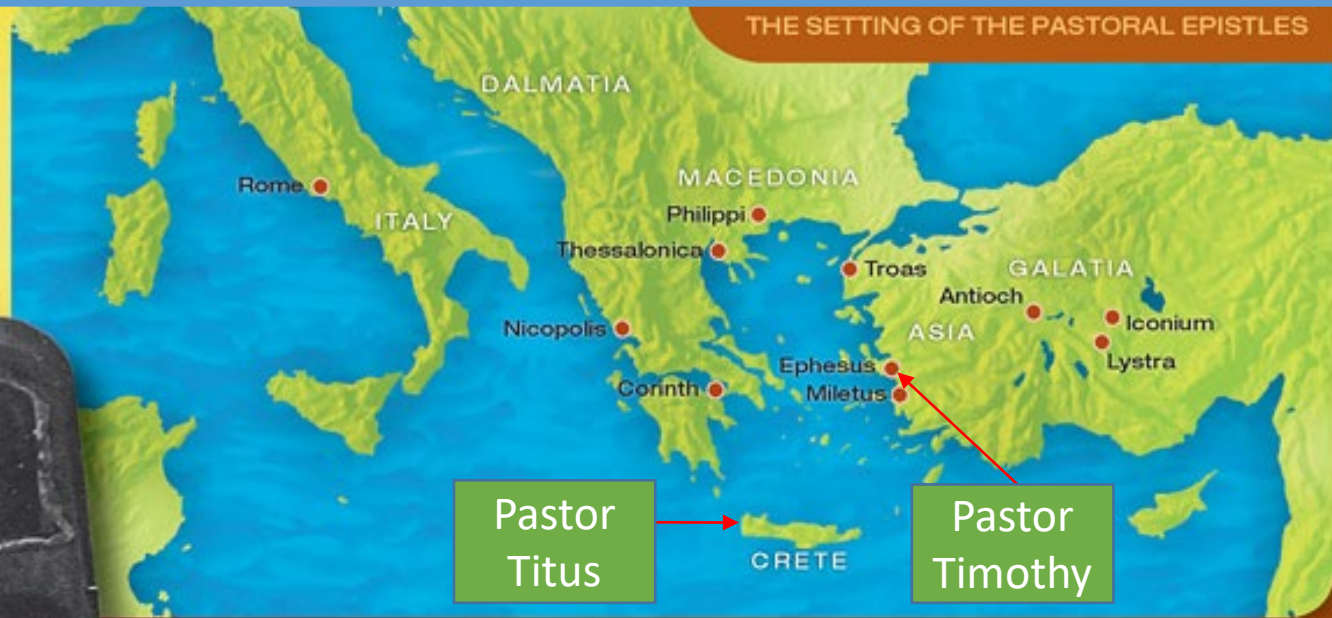 THE SETTING OF THE PASTORAL EPISTLES
DALMATIA
MACEDONIA
Rome
Philippi
ITALY
Thessalonica
Troas
GALATIA
Antioch
Iconium
Nicopolis
ASIA
Lystra
Ephesus
Corinth
Miletus
Pastor
Titus
CRETE
Pastor
Timothy